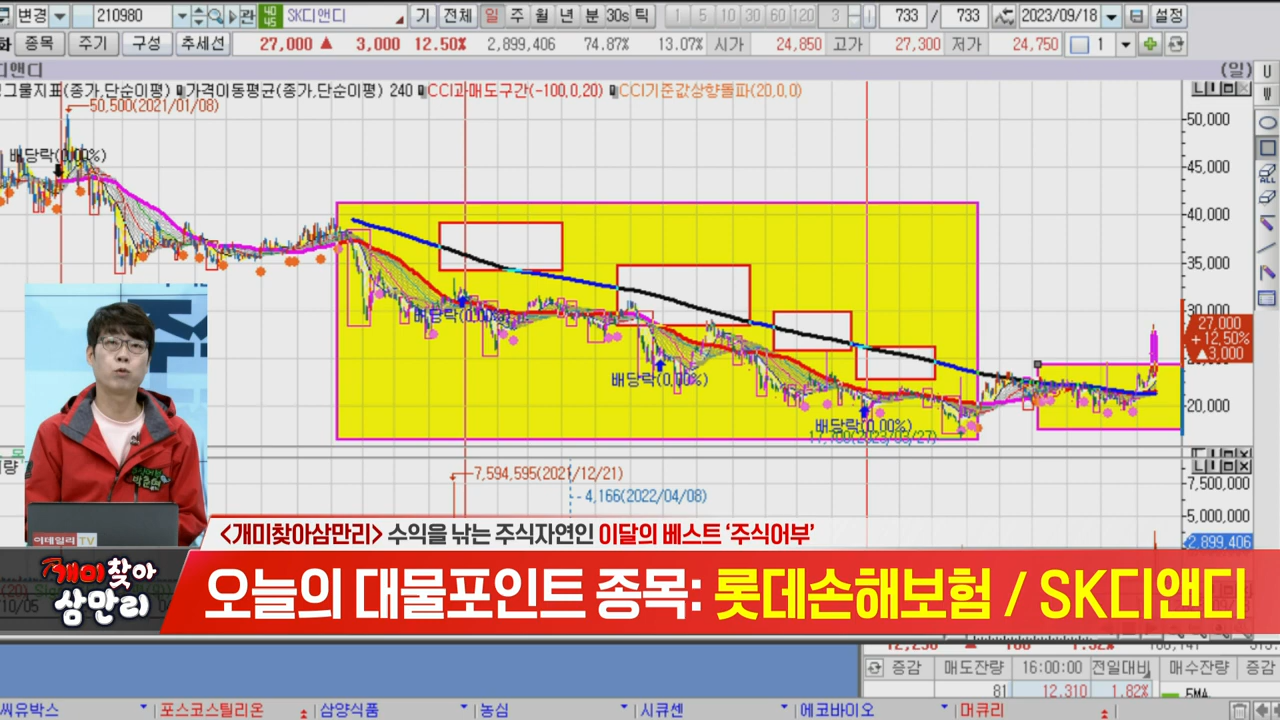 변경 210980 관 40 45 SK디앤디 기 전체 일 주 월 년 분 30s 틱 1 5 10 30 60 120 3 733 / 733 2023/09/18 설정
종목 주기 구성 추세선 27,000 ▲ 3,000 12.50% 2,899,406 74.87% 13.07% 시가 24,850 고가 27,300 저가 24,750 1
디앤디 (일)
그물지표(종가,단순이평) 가격이동평균(종가,단순이평) 240 CCI과매도구간(-100,0,20) CCI기준값상향돌파(20,0,0)
50,500(2021/01/08)
50,000
배당락(0.00%)
45,000
40,000
35,000
30,000
배당락(0.00%)
27,000
+12.50%
▲3,000
배당락(0.00%)
20,000
배당락(0.00%)
7,594,595(2021/12/21)
7,500,000
4,166(2022/04/08)
5,000,000
2,899,406
이데일리TV
<개미찾아삼만리> 수익을 낚는 주식자연인 이달의 베스트 '주식어부'
개미찾아
삼만리
오늘의 대물포인트 종목: 롯데손해보험 / SK디앤디
증감 매도잔량 16:00:00 전일대비 매수잔량 증감
81 12,310 1.82% 5MA
씨유박스 포스코스틸리온 삼양식품 농심 시큐센 에코바이오 머큐리